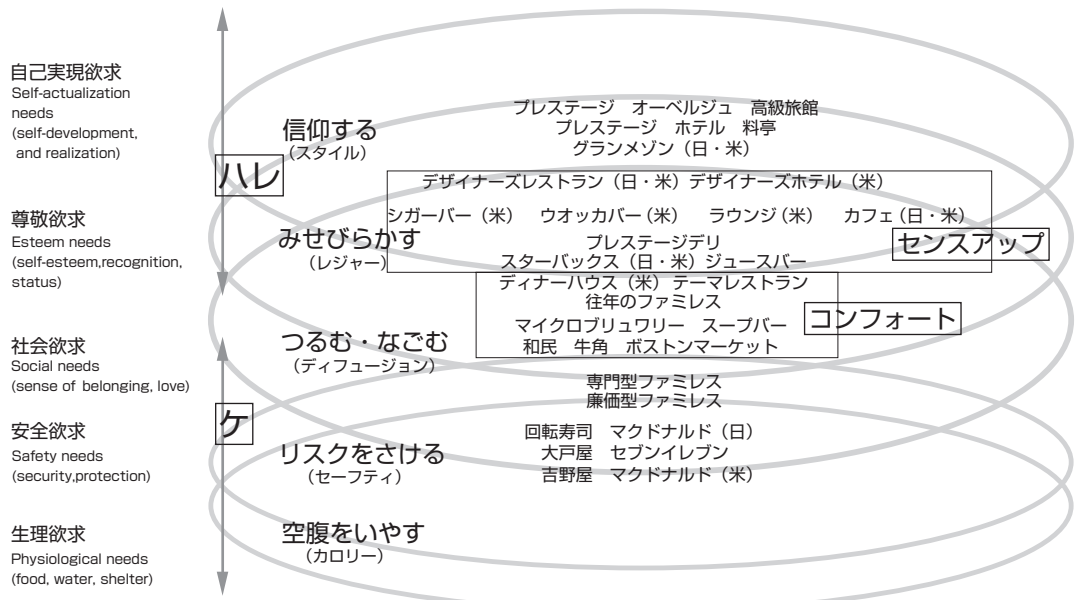 自己実現欲求
Self-actualization
needs
(self-development,
and realization)
ハレ
信仰する
（スタイル）
プレステージ オーベルジュ 高級旅館
プレステージ ホテル 料亭
グランメゾン（日・米）
尊敬欲求
Esteem needs
(self-esteem,recognition,
status)
みせびらかす
（レジャー）
デザイナーズレストラン（日・米）デザイナーズホテル（米）
シガーバー（米） ウオッカバー（米） ラウンジ（米） カフェ（日・米）
プレステージデリ
スターバックス（日・米）ジュースバー
センスアップ
ディナーハウス（米）テーマレストラン
往年のファミレス
マイクロブリュワリー スープバー
和民 牛角 ボストンマーケット
コンフォート
社会欲求
Social needs
(sense of belonging, love)
つるむ・なごむ
（ディフュージョン）
専門型ファミレス
廉価型ファミレス
ケ
安全欲求
Safety needs
(security,protection)
リスクをさける
（セーフティ）
回転寿司 マクドナルド（日）
大戸屋 セブンイレブン
吉野屋 マクドナルド（米）
生理欲求
Physiological needs
(food, water, shelter)
空腹をいやす
（カロリー）